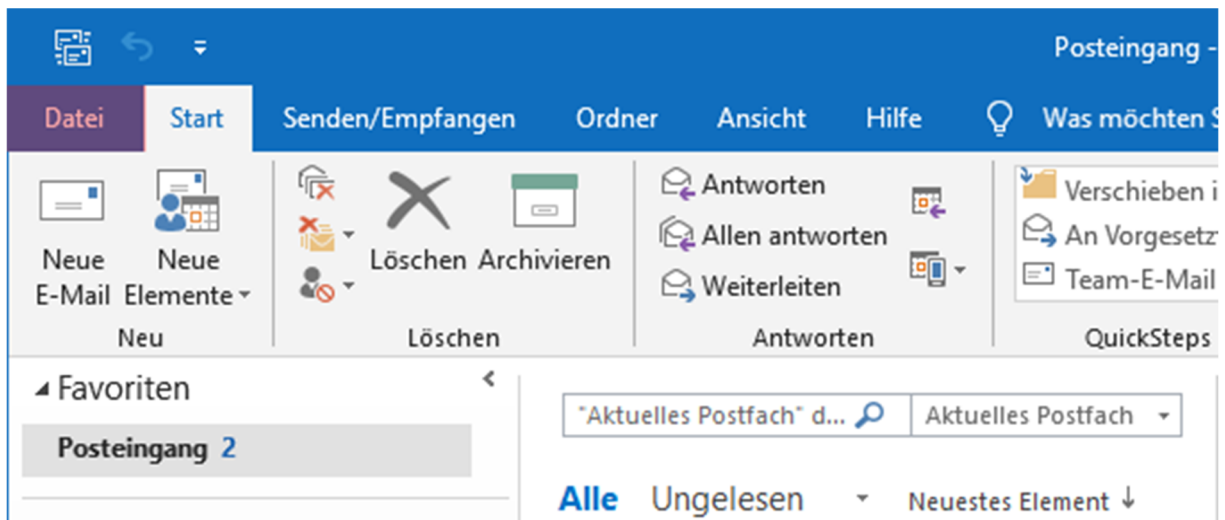 Posteingang -
Datei Start Senden/Empfangen Ordner Ansicht Hilfe Was möchten S
Neue E-Mail
Neue Elemente
Neu
Löschen
Archivieren
Löschen
Antworten
Allen antworten
Weiterleiten
Antworten
Verschieben i
An Vorgesetz
Team-E-Mail
QuickSteps
Favoriten
Posteingang 2
"Aktuelles Postfach" d... Aktuelles Postfach
Alle Ungelesen Neuestes Element ↓